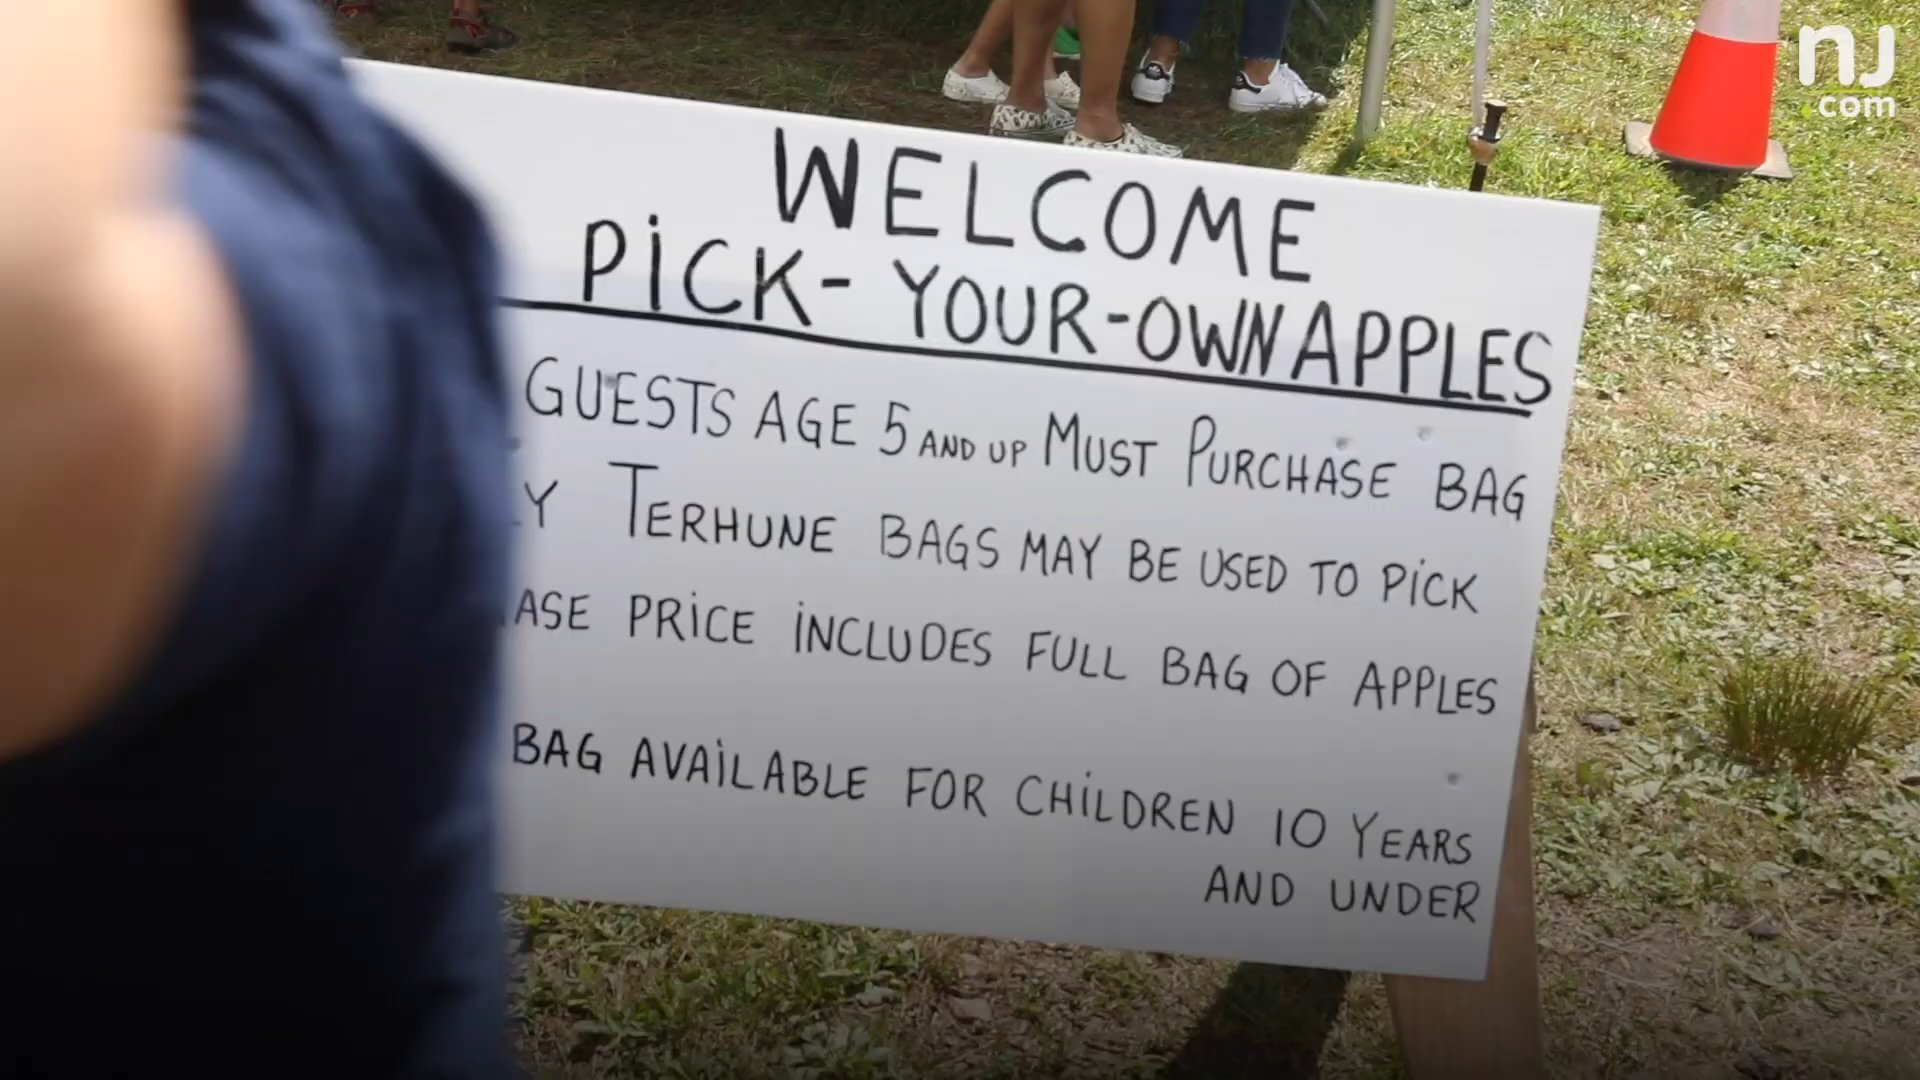 nj
.com
WELCOME
PiCK-YOUR-OWN APPLES
GUESTS AGE 5 AND UP MUST PURCHASE BAG
TERHUNE BAGS MAY BE USED TO PiCK
PRiCE iNCLUDES FULL BAG OF APPLES
BAG AVAiLABLE FOR CHiLDREN 10 YEARS
AND UNDER